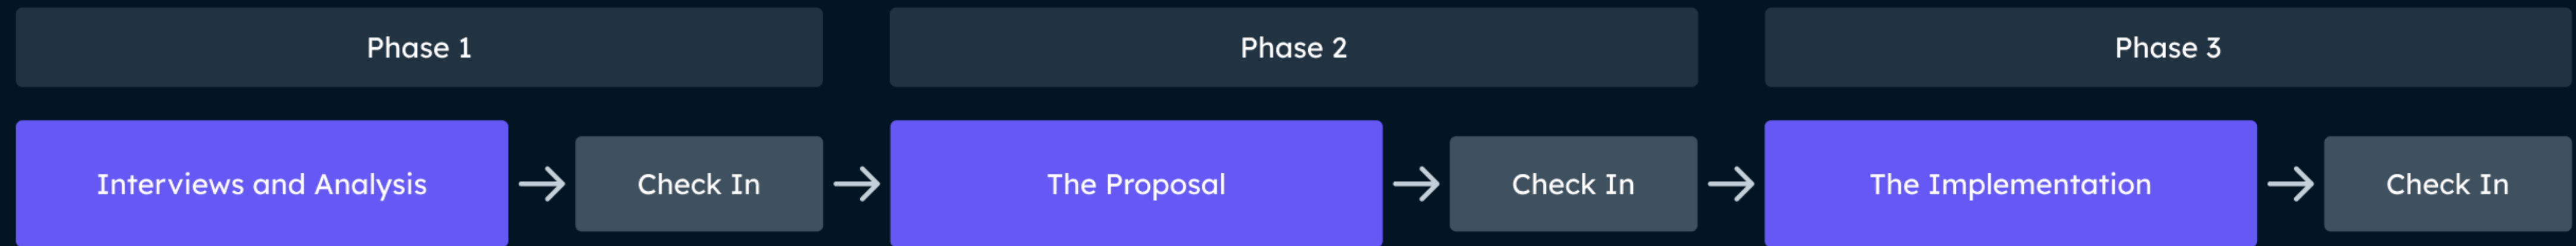 Phase 1
Phase 2
Phase 3
Interviews and Analysis
Check In
The Proposal
Check In
The Implementation
Check In